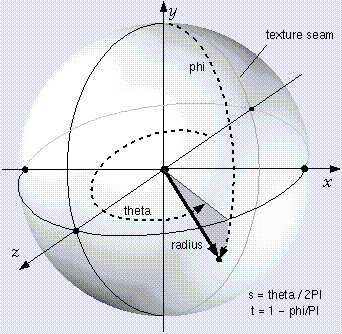 y
texture seam
phi
x
theta
z
radius
s = theta / 2PI
t = 1 – phi/PI